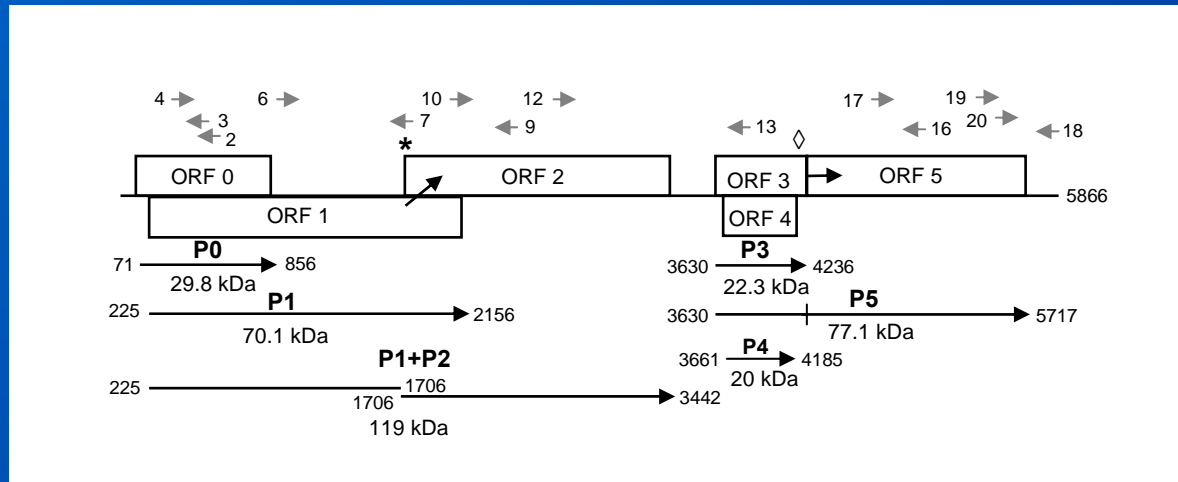 4 6 10 12 17 19
3 7 9 13 16 20 18
2
* ◊
ORF 0 ORF 2 ORF 3 ORF 5
5866
ORF 1 ORF 4
P0 P3
71 856 3630 4236
29.8 kDa 22.3 kDa
P1 P5
225 2156 3630 5717
70.1 kDa 77.1 kDa
P1+P2 P4
3661 4185
20 kDa
225 1706
1706 3442
119 kDa